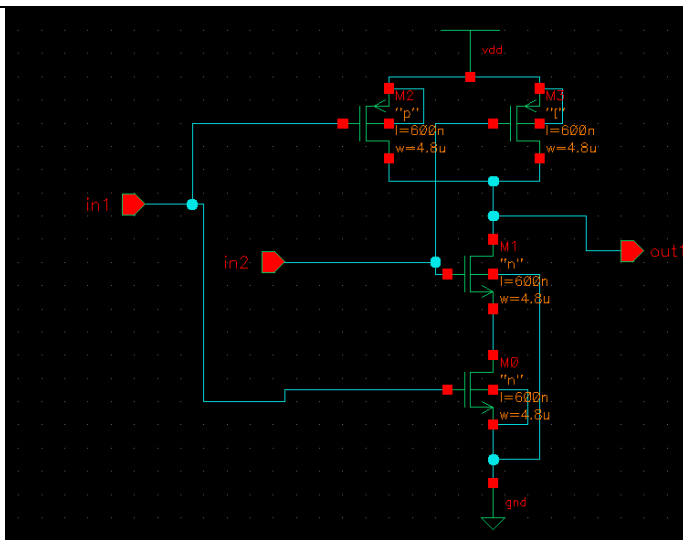 vdd
M2
"p"
l=600n
w=4.8u
M3
l=600n
w=4.8u
in1
in2
out1
M1
"n"
l=600n
w=4.8u
M0
"n"
l=600n
w=4.8u
gnd